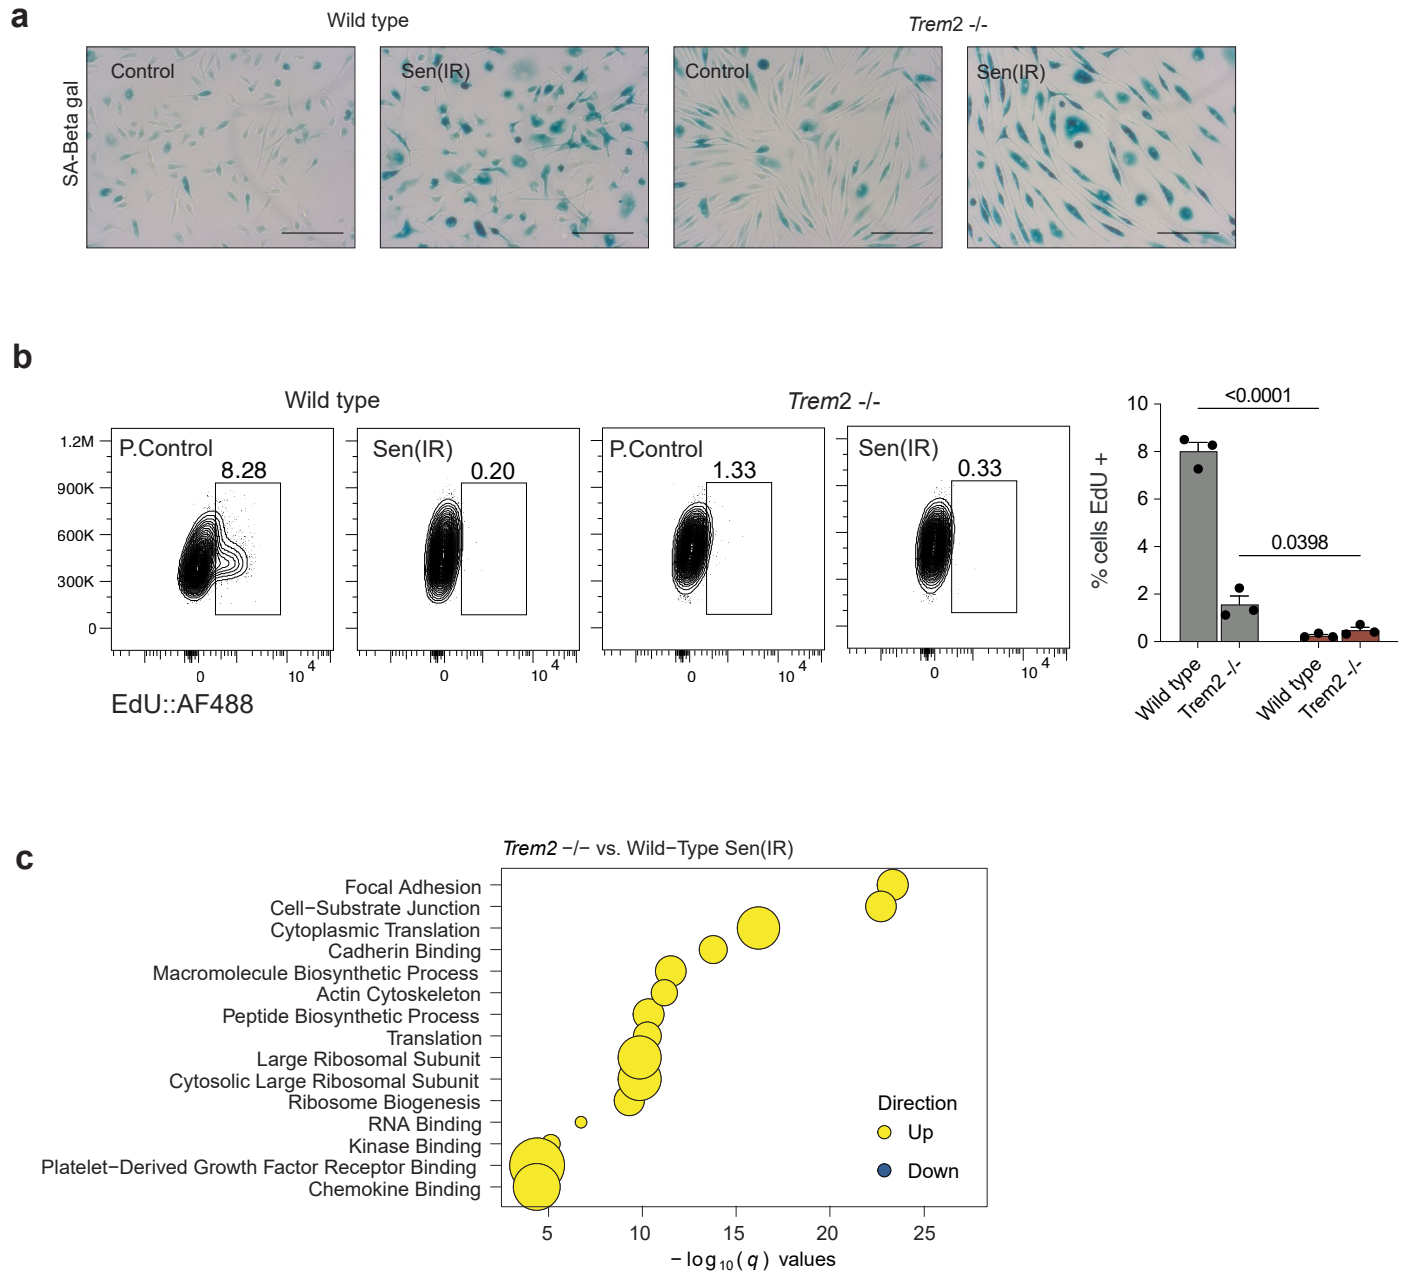 a
Wild type
Trem2 -/-
SA-Beta gal
Control
Sen(IR)
Control
Sen(IR)
b
Wild type
Trem2 -/-
1.2M
900K
600K
300K
0
P.Control
8.28
0
10 4
Sen(IR)
0.20
0
10 4
P.Control
1.33
0
10 4
Sen(IR)
0.33
0
10 4
EdU::AF488
% cells EdU +
10
8
6
4
2
0
<0.0001
0.0398
Wild type
Trem2 -/-
Wild type
Trem2 -/-
c
Trem2 −/− vs. Wild−Type Sen(IR)
Focal Adhesion
Cell−Substrate Junction
Cytoplasmic Translation
Cadherin Binding
Macromolecule Biosynthetic Process
Actin Cytoskeleton
Peptide Biosynthetic Process
Translation
Large Ribosomal Subunit
Cytosolic Large Ribosomal Subunit
Ribosome Biogenesis
RNA Binding
Kinase Binding
Platelet−Derived Growth Factor Receptor Binding
Chemokine Binding
Direction
Up
Down
5
10
15
20
25
−log10(q) values